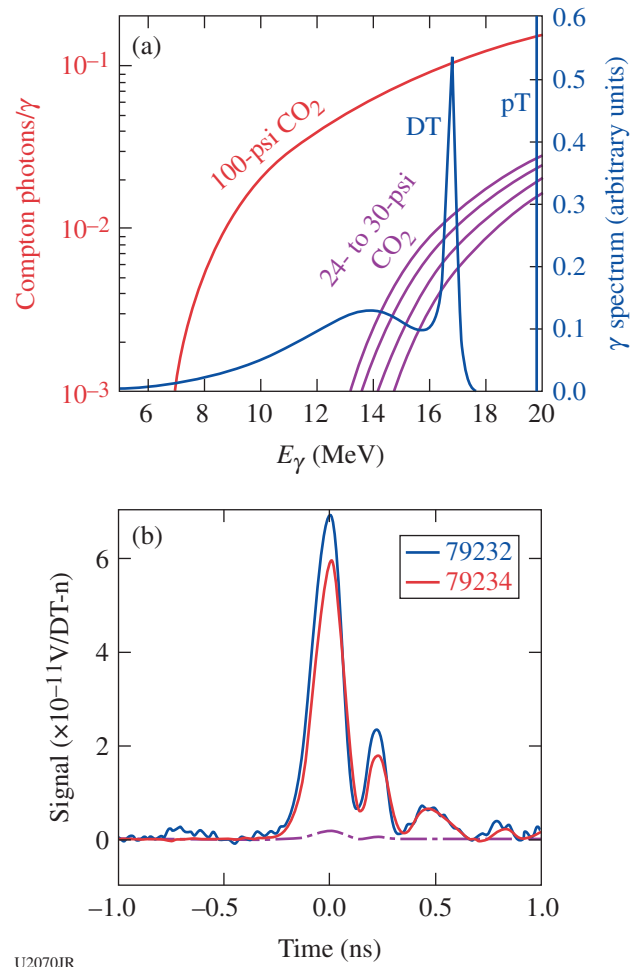 (a)
Compton photons/γ
10⁻¹
10⁻²
10⁻³
100-psi CO₂
24- to 30-psi
CO₂
DT
pT
0.6
0.5
0.4
0.3
0.2
0.1
0.0
γ spectrum (arbitrary units)
6 8 10 12 14 16 18 20
Eγ (MeV)
(b)
79232
79234
Signal (×10⁻¹¹V/DT-n)
6
4
2
0
−1.0 −0.5 0.0 0.5 1.0
Time (ns)
U2070JR